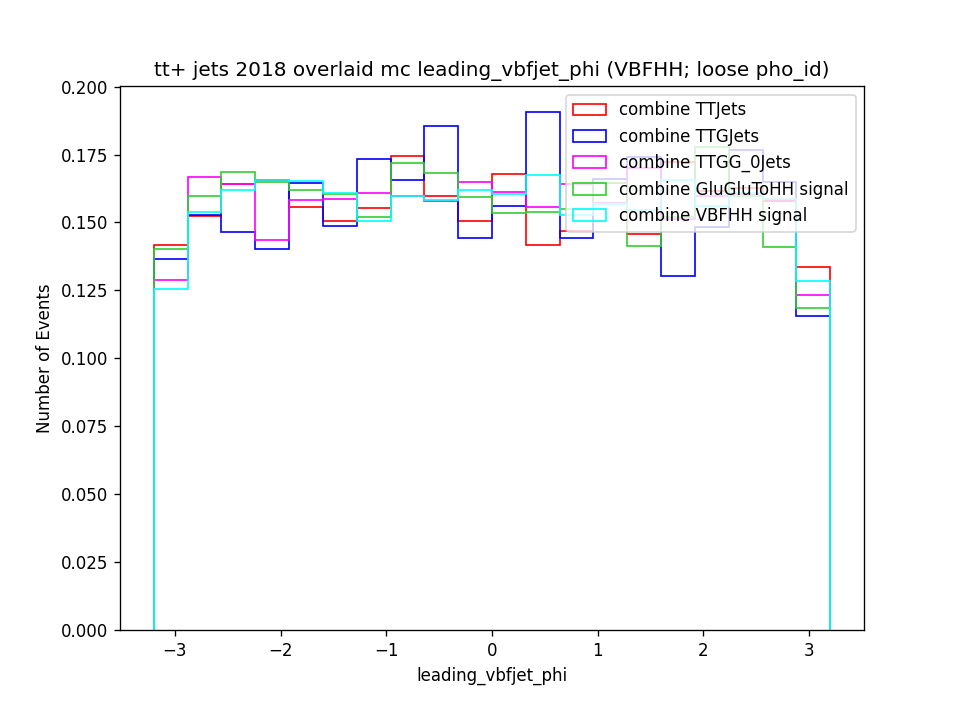 tt+ jets 2018 overlaid mc leading_vbfjet_phi (VBFHH; loose pho_id)
combine TTJets
combine TTGJets
combine TTGG_0Jets
combine GluGluToHH signal
combine VBFHH signal
Number of Events
0.200
0.175
0.150
0.125
0.100
0.075
0.050
0.025
0.000
−3
−2
−1
0
1
2
3
leading_vbfjet_phi